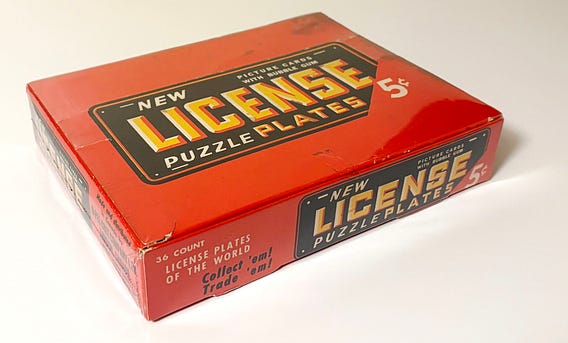 NEW
PICTURE CARDS
WITH BUBBLE GUM
LICENSE
5¢
PUZZLE PLATES
NEW
PICTURE CARDS
WITH BUBBLE GUM
LICENSE
5¢
PUZZLE PLATES
36 COUNT
LICENSE PLATES
OF THE WORLD
Collect 'em!
Trade 'em!